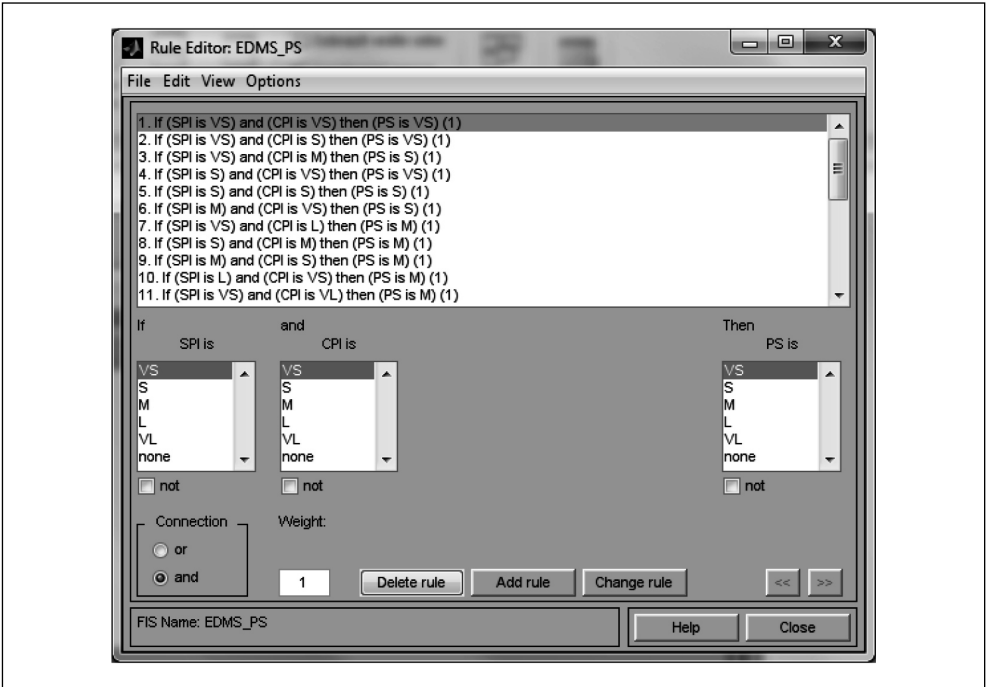 Rule Editor: EDMS_PS
File Edit View Options
1. If (SPI is VS) and (CPI is VS) then (PS is VS) (1)
2. If (SPI is VS) and (CPI is S) then (PS is VS) (1)
3. If (SPI is VS) and (CPI is M) then (PS is S) (1)
4. If (SPI is S) and (CPI is VS) then (PS is VS) (1)
5. If (SPI is S) and (CPI is S) then (PS is S) (1)
6. If (SPI is M) and (CPI is VS) then (PS is S) (1)
7. If (SPI is VS) and (CPI is L) then (PS is M) (1)
8. If (SPI is S) and (CPI is M) then (PS is M) (1)
9. If (SPI is M) and (CPI is S) then (PS is M) (1)
10. If (SPI is L) and (CPI is VS) then (PS is M) (1)
11. If (SPI is VS) and (CPI is VL) then (PS is M) (1)
If and Then
SPI is CPI is PS is
VS VS VS
S S S
M M M
L L L
VL VL VL
none none none
not not not
Connection Weight:
or
and 1 Delete rule Add rule Change rule << >>
FIS Name: EDMS_PS Help Close